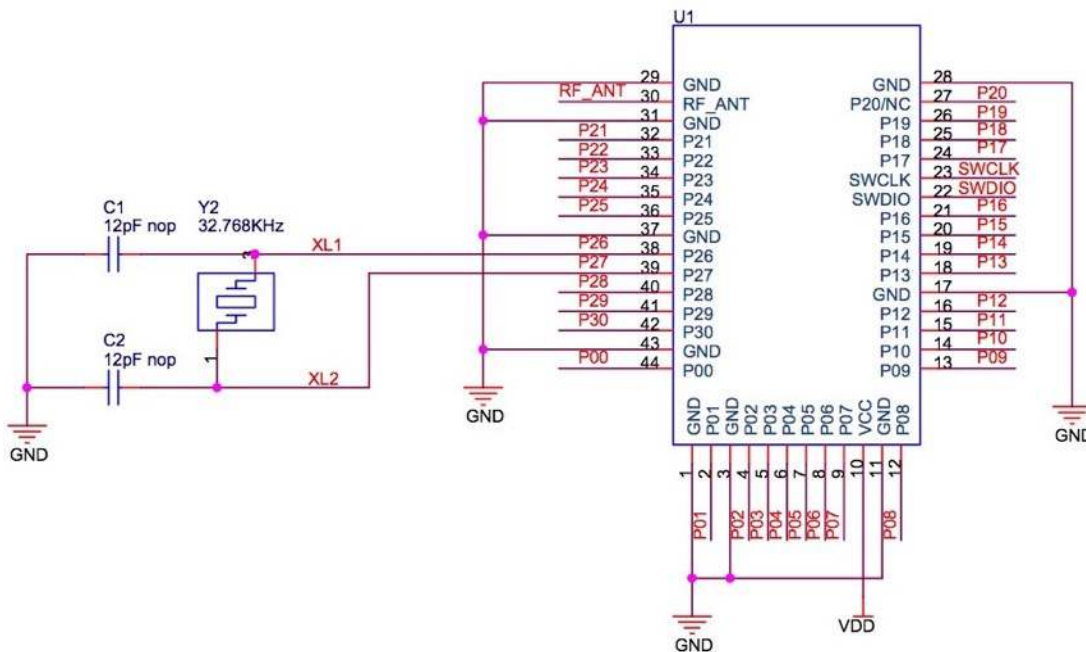 U1
29 GND GND 28
RF_ANT 30 RF_ANT P20/NC 27 P20
31 GND P19 26 P19
P21 32 P21 P18 25 P18
P22 33 P22 P17 24 P17
P23 34 P23 SWCLK 23 SWCLK
P24 35 P24 SWDIO 22 SWDIO
P25 36 P25 P16 21 P16
37 GND P15 20 P15
P26 38 P26 P14 19 P14
P27 39 P27 P13 18 P13
P28 40 P28 GND 17
P29 41 P29 P12 16 P12
P30 42 P30 P11 15 P11
43 GND P10 14 P10
P00 44 P00 P09 13 P09
C1
12pF nop
Y2
32.768KHz
3
XL1
C2
12pF nop
1
XL2
GND
GND
GND
GND P01 GND P02 P03 P04 P05 P06 P07 VCC GND P08
1 2 3 4 5 6 7 8 9 10 11 12
P01 P02 P03 P04 P05 P06 P07 P08
GND
VDD